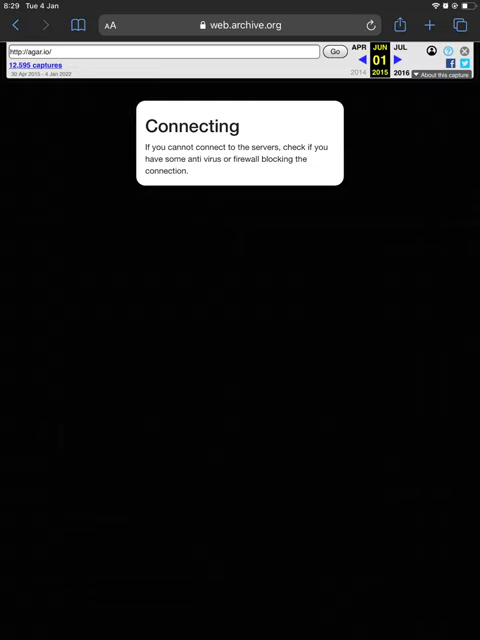 8:29 Tue 4 Jan
AA web.archive.org
http://agar.io/ Go APR JUN JUL
12,595 captures 01
30 Apr 2015 - 4 Jan 2022 2014 2015 2016 About this capture
Connecting
If you cannot connect to the servers, check if you
have some anti virus or firewall blocking the
connection.